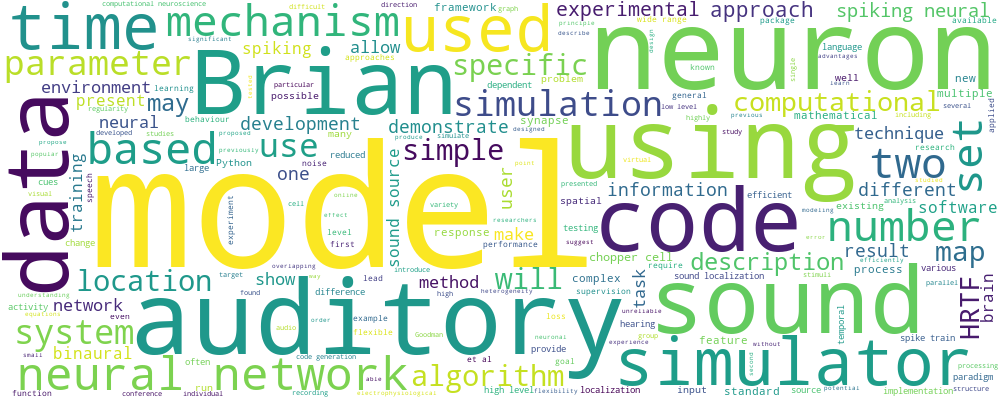 computational neuroscience
difficult
direction
graph
framework
wide range
principle
describe
package
available
spiking neural
time
mechanism
used
experimental
approach
significant
approaches
neuron
language
advantages
design
single
known
learn
parameter
Brian
specific
spiking
allow
environment
learning
particular
possible
dependent
problem
general
low level
well
new
multiple
several
present
regularity
may
behaviour
simulation
highly
previous
computational
including
applied
neural
development
demonstrate
synapse
mathematical
data
developed
studies
proposed
many
produce
simulate
designed
using
study
technique
propose
previously
based
use
simple
set
popular
Python
reduced
virtual
research
large
one
noise
user
point
information
two
cues
training
visual
speech
model
sound source
presented
code
efficient
different
existing
analysis
software
spatial
modeling
experiment
cell
online
effect
variety
researchers
testing
number
error
change
level
first
response
make
performance
suggest
chopper cell
description
result
map
process
efficiently
location
show
target
overlapping
lead
introduce
method
will
complex
require
sound localization
various
stimuli
understanding
activity
network
found
way
difference
high
heterogeneity
supervision
task
sound
parallel
HRTF
brain
even
equations
auditory
audio
order
example
loss
unreliable
hearing
group
temporal
spike train
system
binaural
flexible
Goodman
neuronal
provide
experience
feature
simulator
second
without
small
often
neural network
code generation
et al
goal
algorithm
processing
paradigm
run
able
high level
flexibility
localization
input
standard
source
potential
implementation
structure
function
conference
individual
recording
electrophysiological